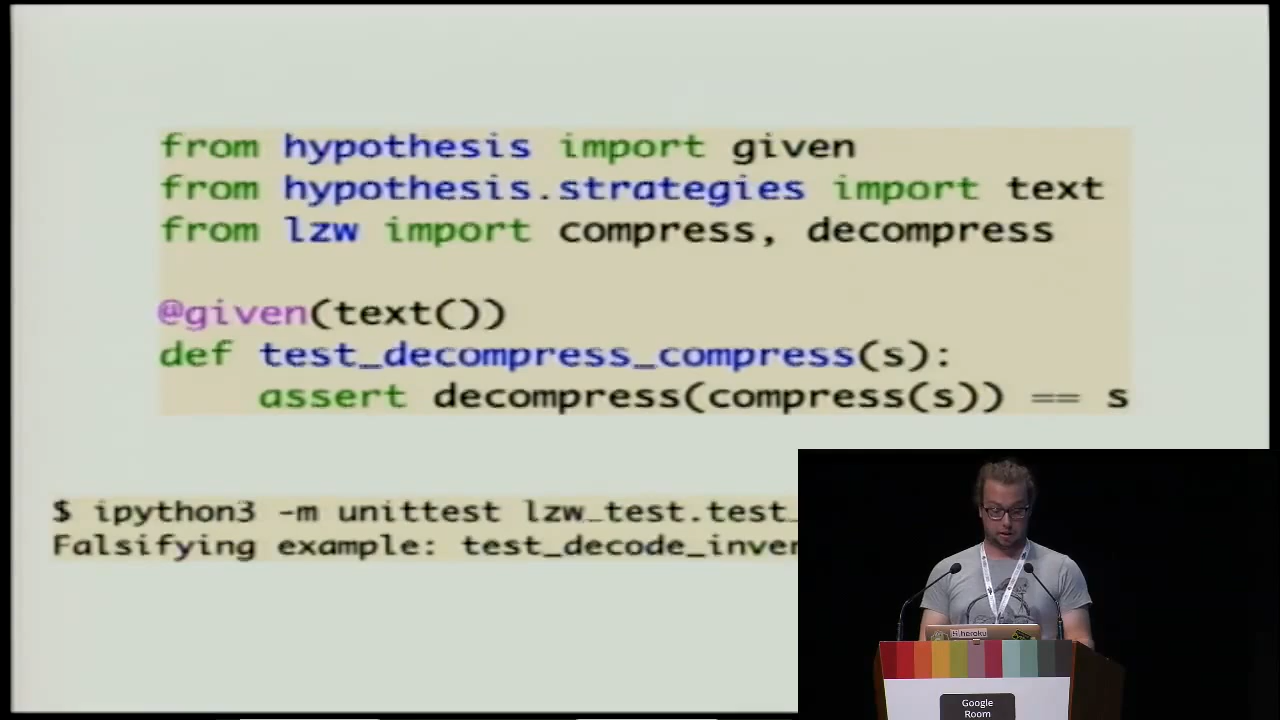 from hypothesis import given
from hypothesis.strategies import text
from lzw import compress, decompress
@given(text())
def test_decompress_compress(s):
    assert decompress(compress(s)) == s
$ ipython3 -m unittest lzw_test.test_
Falsifying example: test_decode_inver
heroku
Google
Room